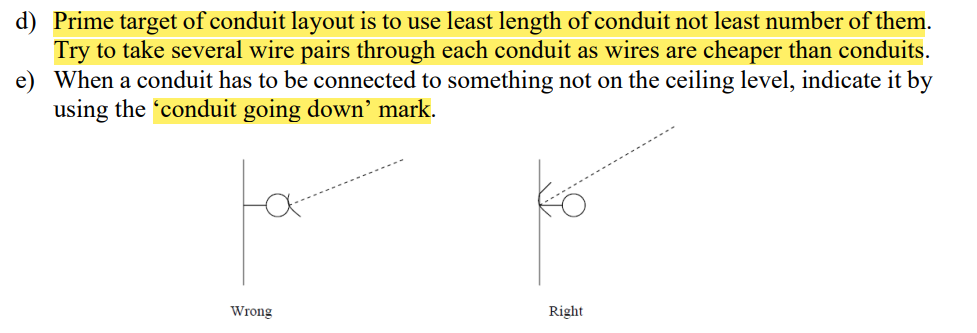 d) Prime target of conduit layout is to use least length of conduit not least number of them.
Try to take several wire pairs through each conduit as wires are cheaper than conduits.
e) When a conduit has to be connected to something not on the ceiling level, indicate it by
using the ‘conduit going down’ mark.
Wrong
Right